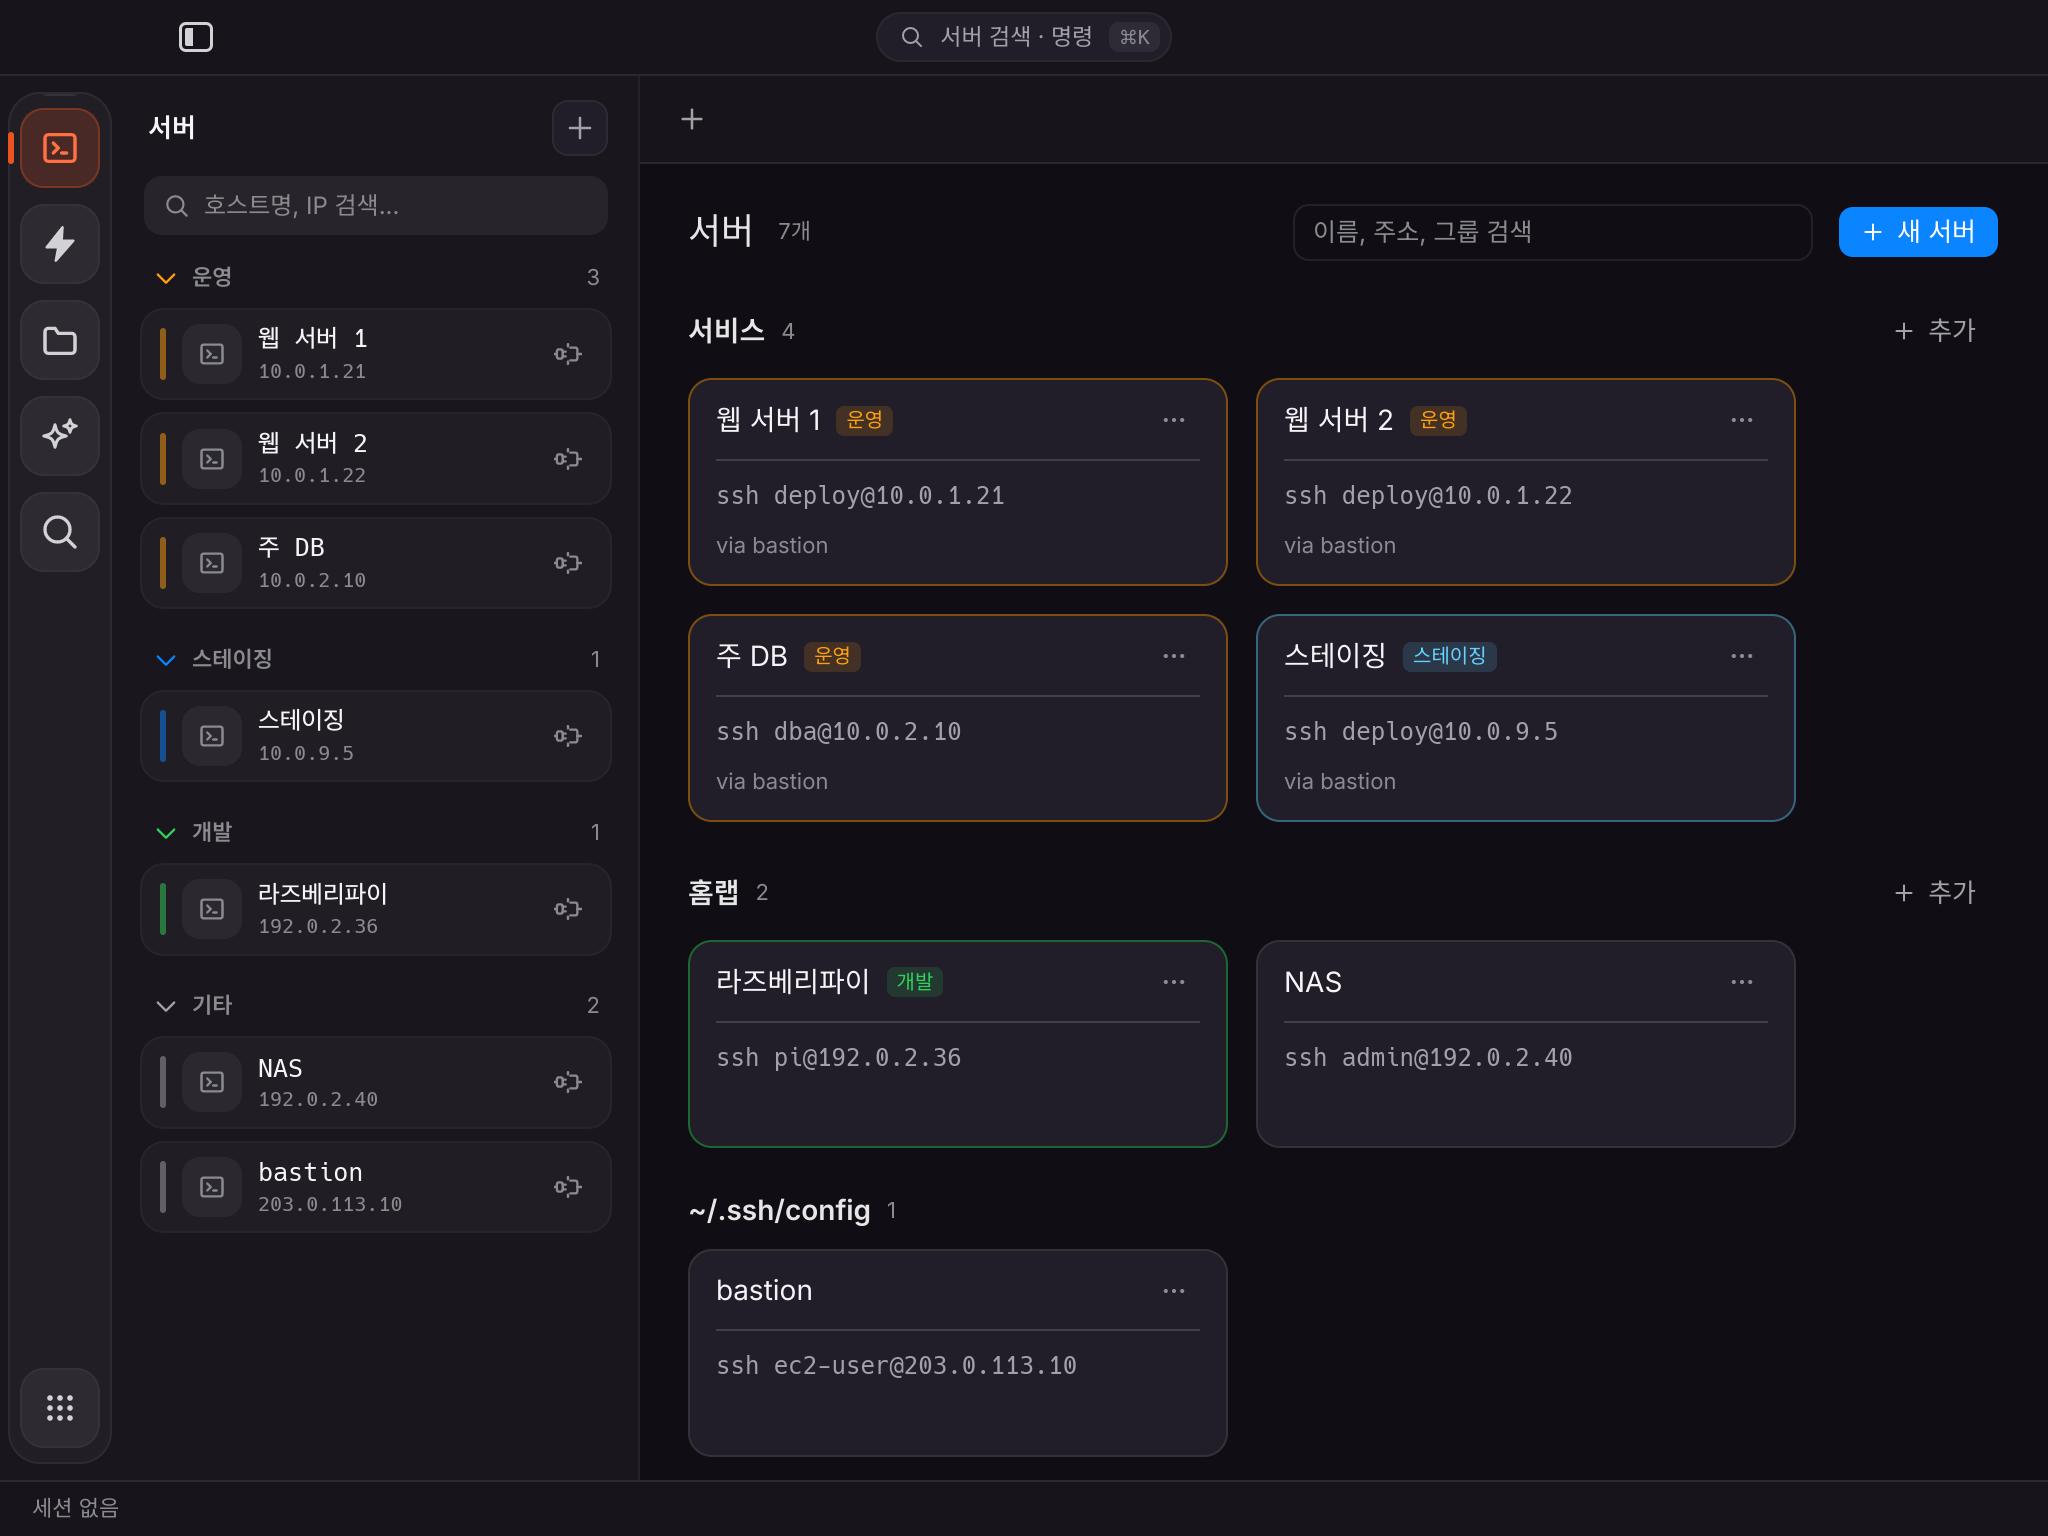 서버 검색 · 명령 ⌘K
서버
호스트명, IP 검색...
운영 3
웹 서버 1
10.0.1.21
웹 서버 2
10.0.1.22
주 DB
10.0.2.10
스테이징 1
스테이징
10.0.9.5
개발 1
라즈베리파이
192.0.2.36
기타 2
NAS
192.0.2.40
bastion
203.0.113.10
서버 7개
이름, 주소, 그룹 검색
+ 새 서버
서비스 4
+ 추가
웹 서버 1 운영
ssh deploy@10.0.1.21
via bastion
웹 서버 2 운영
ssh deploy@10.0.1.22
via bastion
주 DB 운영
ssh dba@10.0.2.10
via bastion
스테이징 스테이징
ssh deploy@10.0.9.5
via bastion
홈랩 2
+ 추가
라즈베리파이 개발
ssh pi@192.0.2.36
NAS
ssh admin@192.0.2.40
~/.ssh/config 1
bastion
ssh ec2-user@203.0.113.10
세션 없음